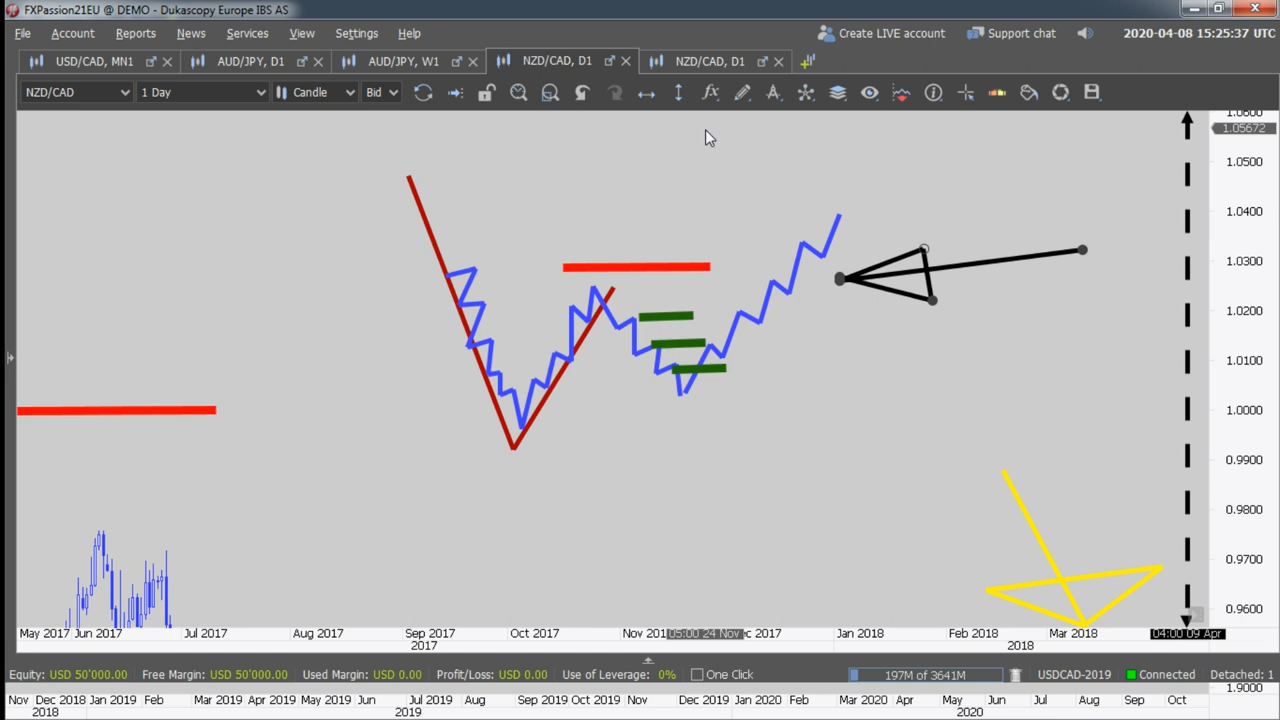 FXPassion21EU @ DEMO - Dukascopy Europe IBS AS
File Account Reports News Services View Settings Help Create LIVE account Support chat 2020-04-08 15:25:37 UTC
USD/CAD, MN1 AUD/JPY, D1 AUD/JPY, W1 NZD/CAD, D1 NZD/CAD, D1
NZD/CAD 1 Day Candle Bid
1.0600
1.05672
1.0500
1.0400
1.0300
1.0200
1.0100
1.0000
0.9900
0.9800
0.9700
0.9600
May 2017 Jun 2017 Jul 2017 Aug 2017 Sep 2017 Oct 2017 Nov 201 05:00 24 Nov c 2017 Jan 2018 Feb 2018 Mar 2018 04:00 09 Apr
2017 2018
Equity: USD 50'000.00 Free Margin: USD 50'000.00 Used Margin: USD 0.00 Profit/Loss: USD 0.00 Use of Leverage: 0% One Click 197M of 3641M USDCAD-2019 Connected Detached: 1
1.9000
Nov Dec 2018 Jan 2019 Feb Mar 2019 Apr 2019 May 2019 Jun Jul 2019 Aug Sep 2019 Oct 2019 Nov Dec 2019 Jan 2020 Feb Mar 2020 Apr May Jun Jul Aug Sep Oct
2018 2019 2020